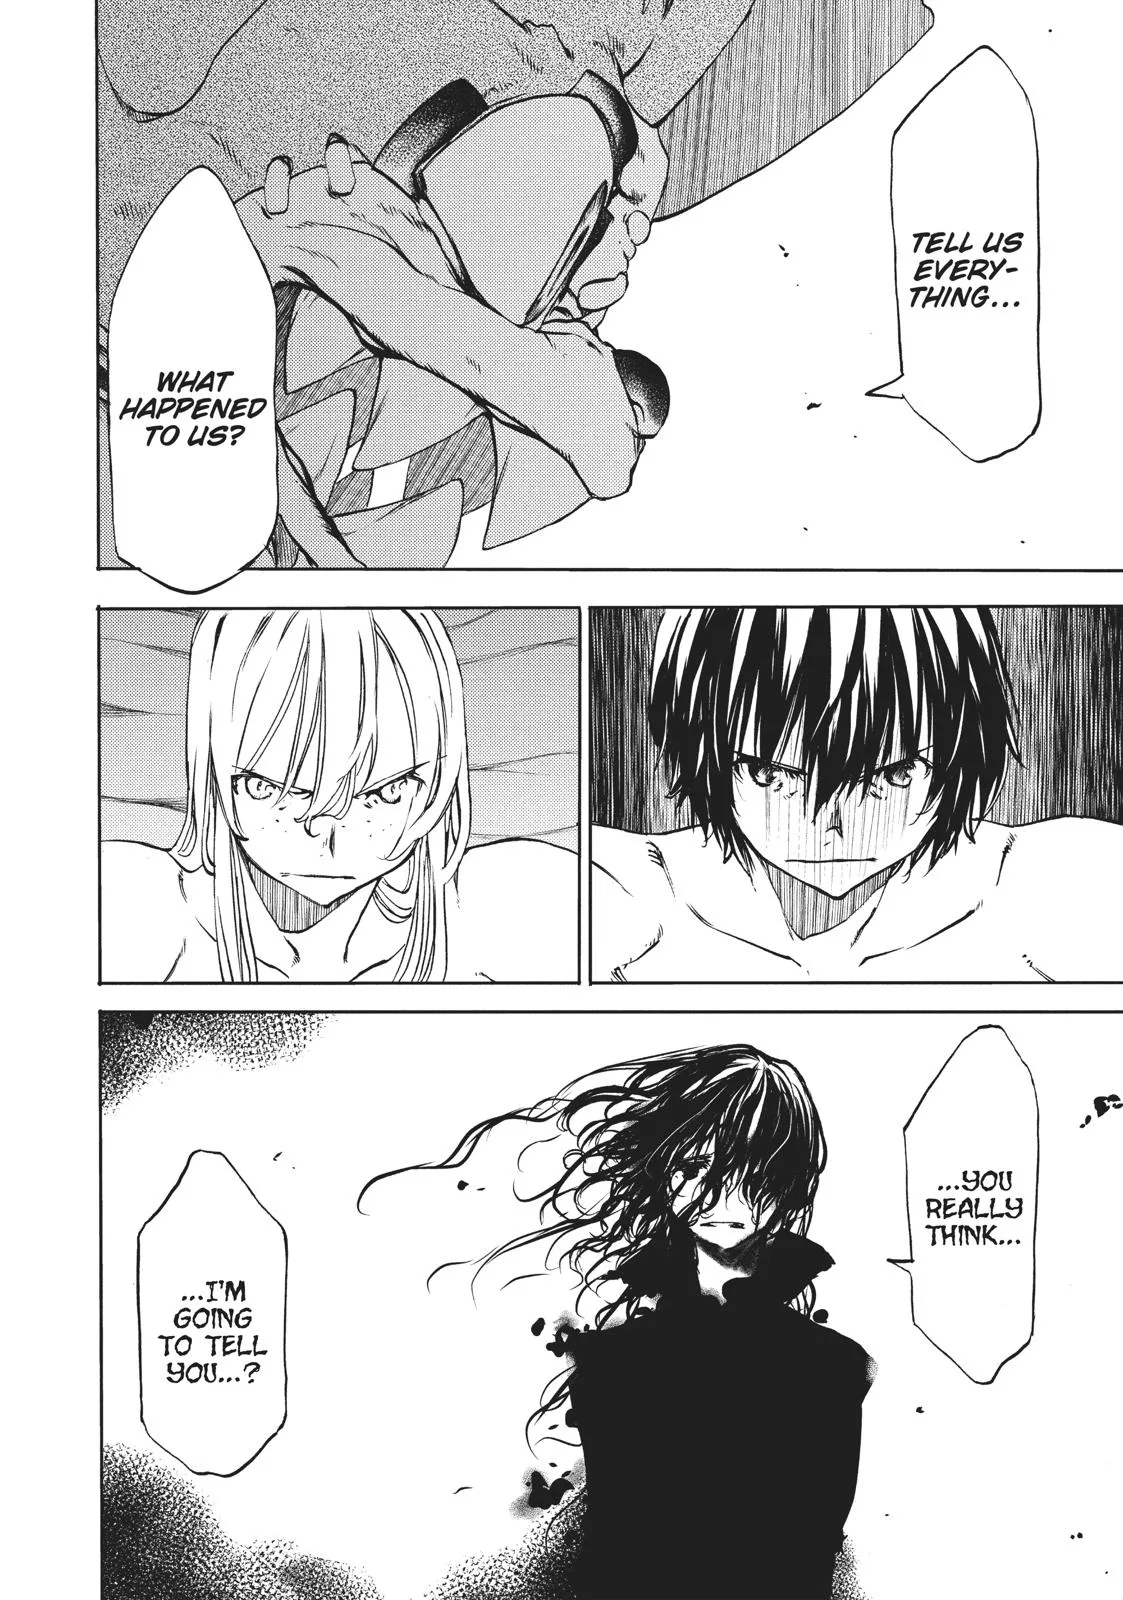 TELL US
EVERY-
THING...
WHAT
HAPPENED
TO US?
...YOU
REALLY
THINK...
...I'M
GOING
TO TELL
YOU...?